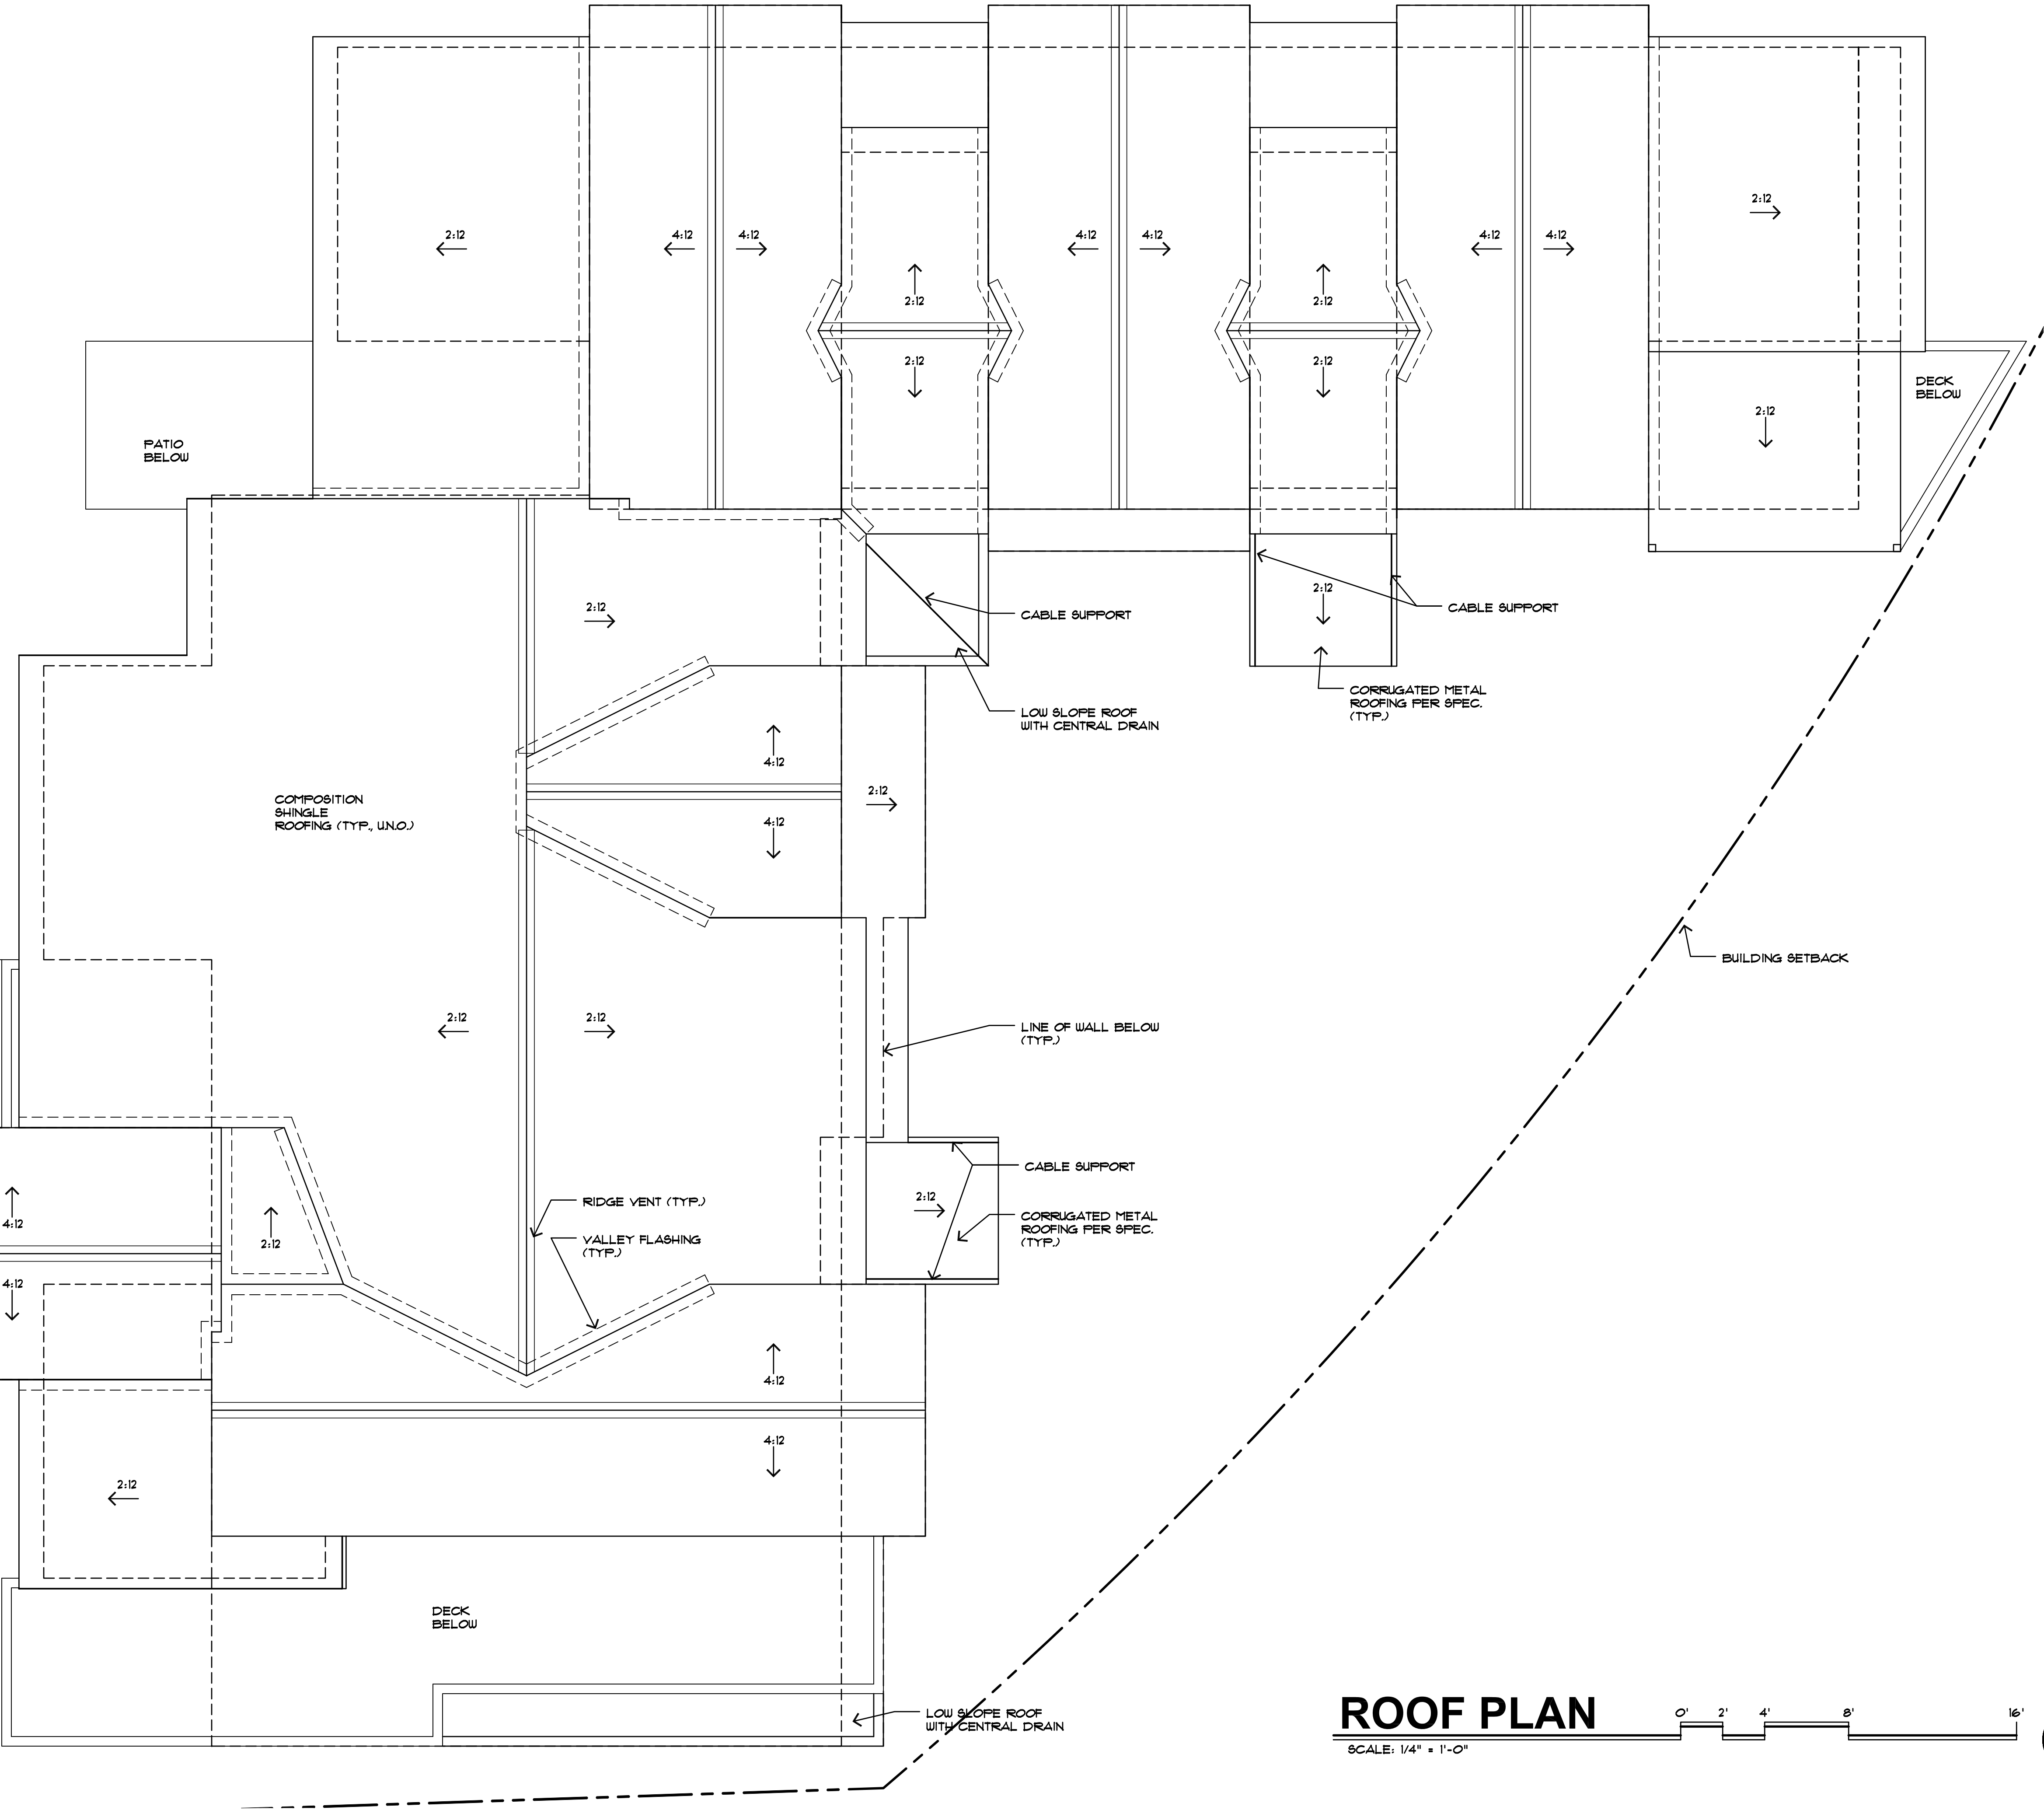 2:12
4:12
4:12
4:12
4:12
4:12
4:12
2:12
2:12
2:12
2:12
2:12
2:12
DECK
BELOW
PATIO
BELOW
2:12
2:12
CABLE SUPPORT
CABLE SUPPORT
LOW SLOPE ROOF
WITH CENTRAL DRAIN
CORRUGATED METAL
ROOFING PER SPEC.
(TYP.)
4:12
2:12
4:12
COMPOSITION
SHINGLE
ROOFING (TYP., U.N.O.)
BUILDING SETBACK
2:12
2:12
LINE OF WALL BELOW
(TYP.)
CABLE SUPPORT
2:12
CORRUGATED METAL
ROOFING PER SPEC.
(TYP.)
RIDGE VENT (TYP.)
VALLEY FLASHING
(TYP.)
4:12
2:12
4:12
4:12
4:12
2:12
DECK
BELOW
LOW SLOPE ROOF
WITH CENTRAL DRAIN
ROOF PLAN
0' 2' 4' 8' 16'
SCALE: 1/4" = 1'-0"